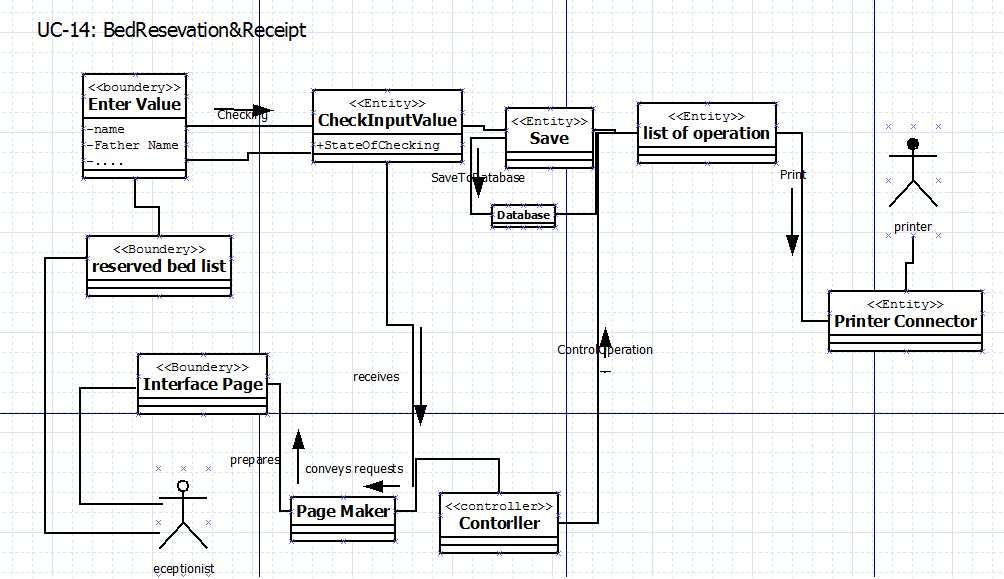 UC-14: BedResevation&Receipt
<<boundery>>
Enter Value
-name
-Father Name
-....
Checking
<<Entity>>
CheckInputValue
+StateOfChecking
<<Entity>>
Save
<<Entity>>
list of operation
SaveToDatabase
Database
Print
printer
<<Boundery>>
reserved bed list
<<Entity>>
Printer Connector
ControlOperation
<<Boundery>>
Interface Page
receives
prepares
conveys requests
Page Maker
<<controller>>
Contorller
eceptionist